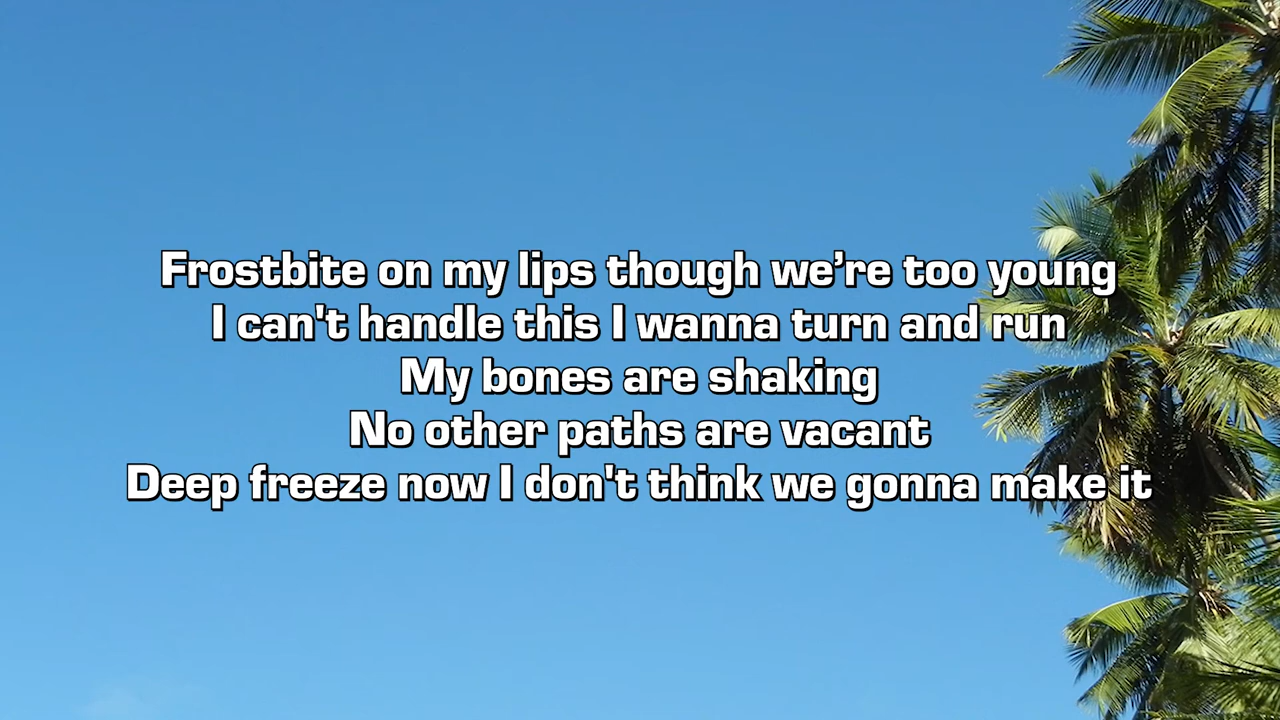 Frostbite on my lips though we’re too young
I can't handle this I wanna turn and run
My bones are shaking
No other paths are vacant
Deep freeze now I don't think we gonna make it